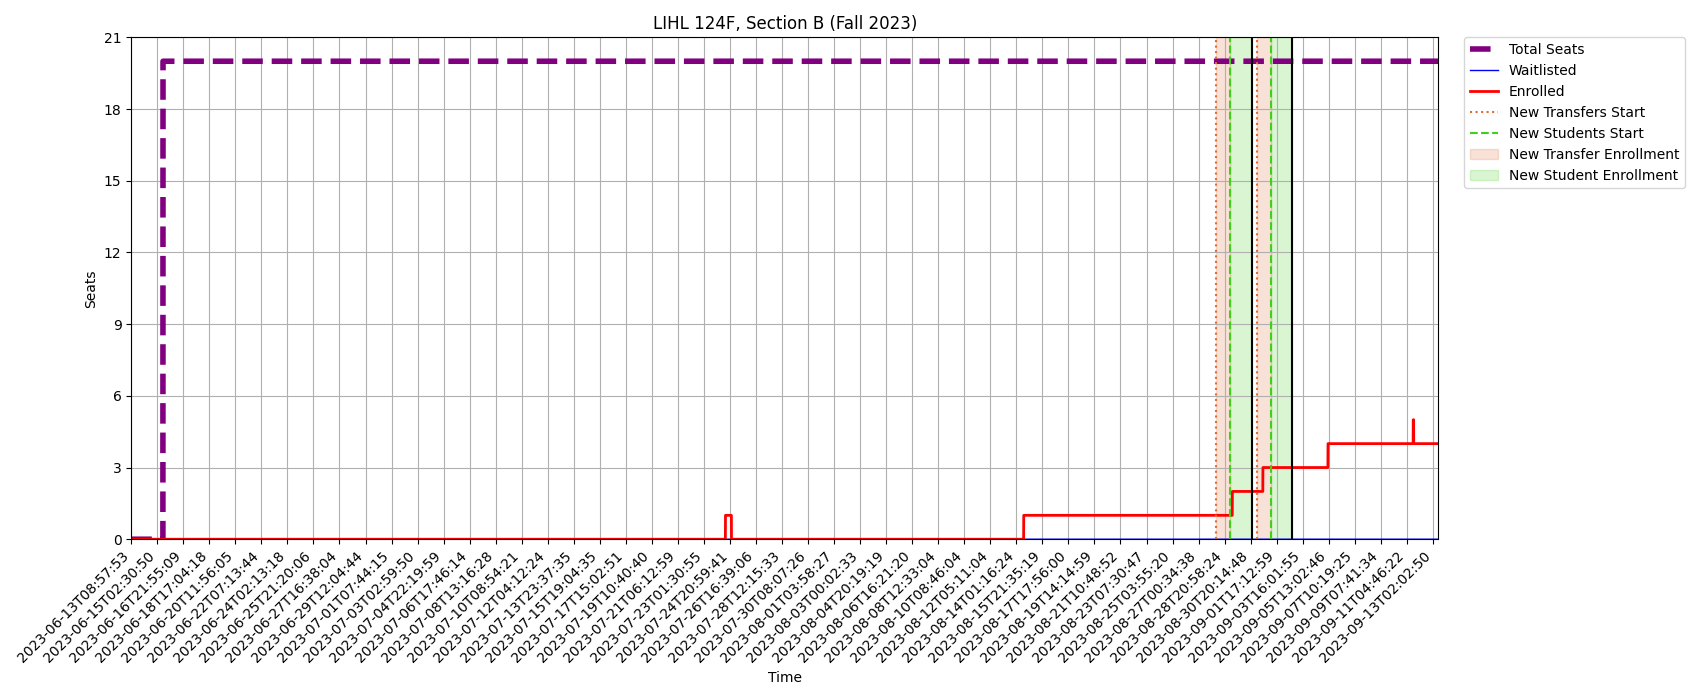 LIHL 124F, Section B (Fall 2023)
21
18
15
12
9
6
3
0
Seats
2023-06-13T08:57:53
2023-06-15T02:30:50
2023-06-16T21:55:09
2023-06-18T17:04:18
2023-06-20T11:56:05
2023-06-22T07:13:44
2023-06-24T02:13:18
2023-06-25T21:20:06
2023-06-27T16:38:04
2023-06-29T12:04:44
2023-07-01T07:44:15
2023-07-03T02:59:50
2023-07-04T22:19:59
2023-07-06T17:46:14
2023-07-08T13:16:28
2023-07-10T08:54:21
2023-07-12T04:12:24
2023-07-13T23:37:35
2023-07-15T19:04:35
2023-07-17T15:02:51
2023-07-19T10:40:40
2023-07-21T06:12:59
2023-07-23T01:30:55
2023-07-24T20:59:41
2023-07-26T16:39:06
2023-07-28T12:15:33
2023-07-30T08:07:26
2023-08-01T03:58:27
2023-08-03T00:02:33
2023-08-04T20:19:19
2023-08-06T16:21:20
2023-08-08T12:33:04
2023-08-10T08:46:04
2023-08-12T05:11:04
2023-08-14T01:16:24
2023-08-15T21:35:19
2023-08-17T17:56:00
2023-08-19T14:14:59
2023-08-21T10:48:52
2023-08-23T07:30:47
2023-08-25T03:55:20
2023-08-27T00:34:38
2023-08-28T20:58:24
2023-08-30T20:14:48
2023-09-01T17:12:59
2023-09-03T16:01:55
2023-09-05T13:02:46
2023-09-07T10:19:25
2023-09-09T07:41:34
2023-09-11T04:46:22
2023-09-13T02:02:50
Time
Total Seats
Waitlisted
Enrolled
New Transfers Start
New Students Start
New Transfer Enrollment
New Student Enrollment